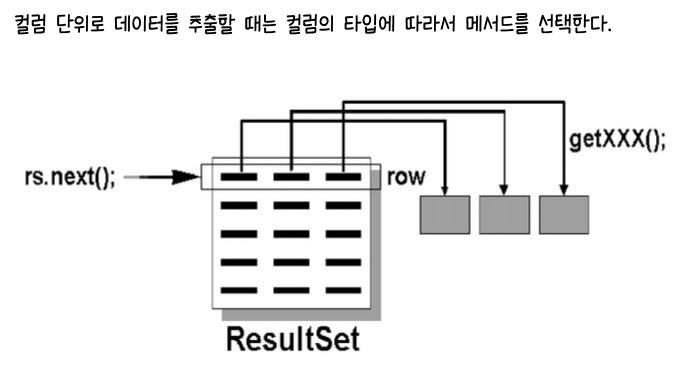 컬럼 단위로 데이터를 추출할 때는 컬럼의 타입에 따라서 메서드를 선택한다.
getXXX();
rs.next();
row
ResultSet